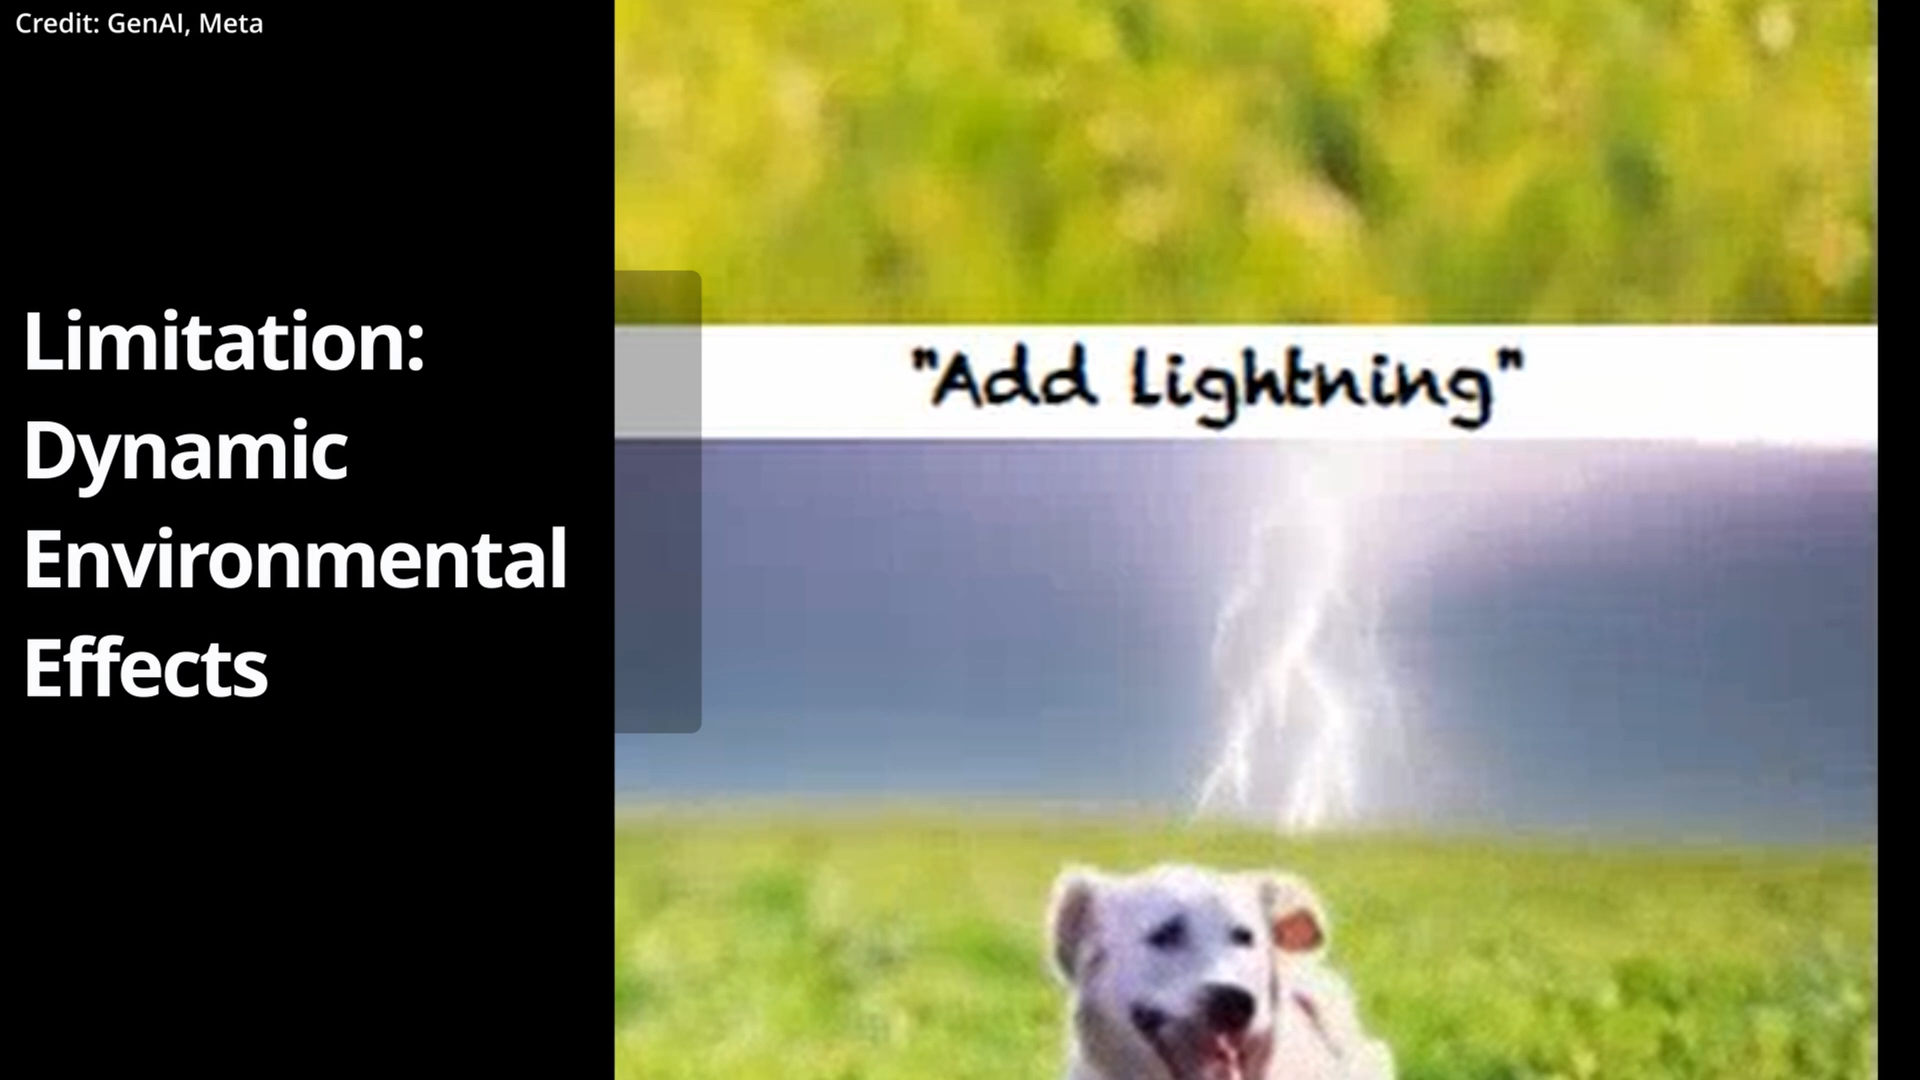 Credit: GenAI, Meta
Limitation:
Dynamic
Environmental
Effects
"Add lightning"